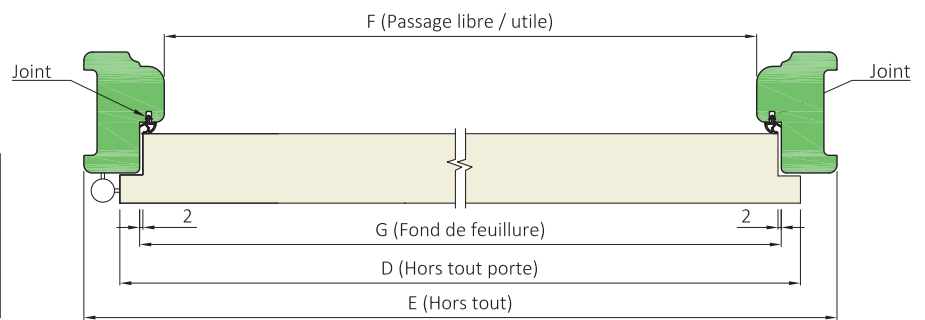 F (Passage libre / utile)
Joint
Joint
2
2
G (Fond de feuillure)
D (Hors tout porte)
E (Hors tout)